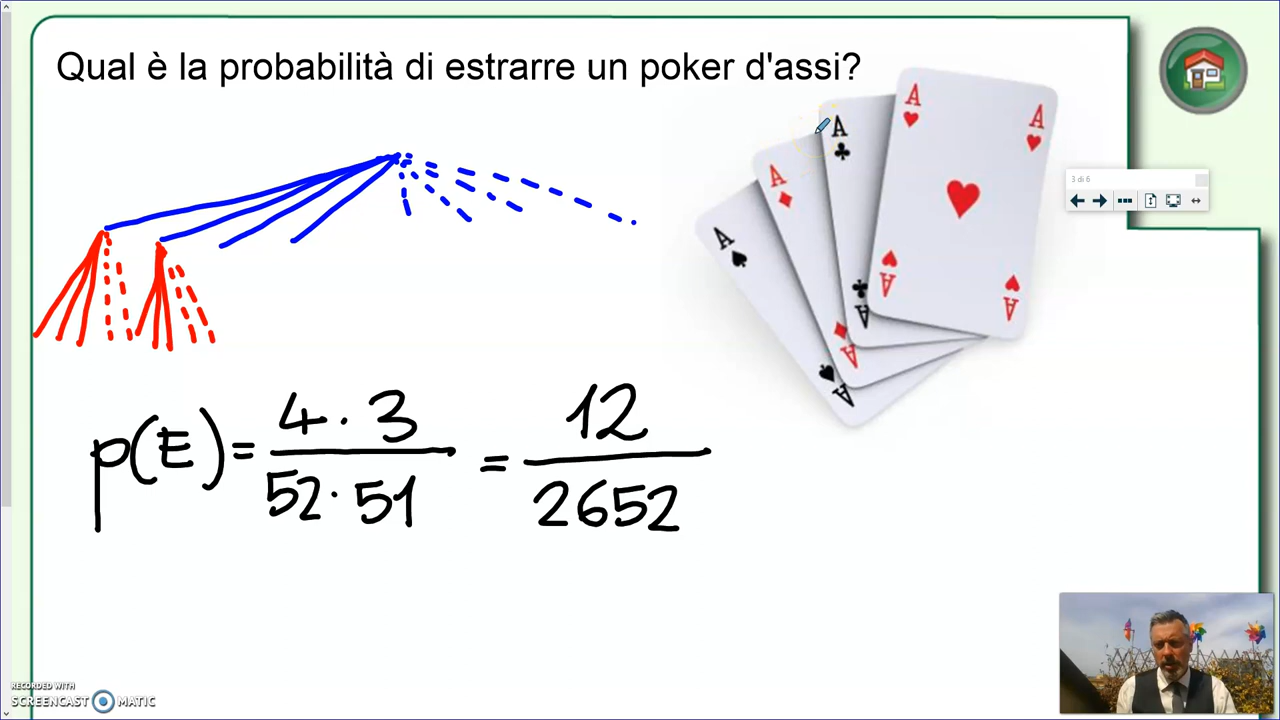 Qual è la probabilità di estrarre un poker d'assi?
A A A
A A
A
A A
A A
3 di 6
p(E) = 4 · 3 / 52 · 51 = 12 / 2652
RECORDED WITH
SCREENCAST MATIC